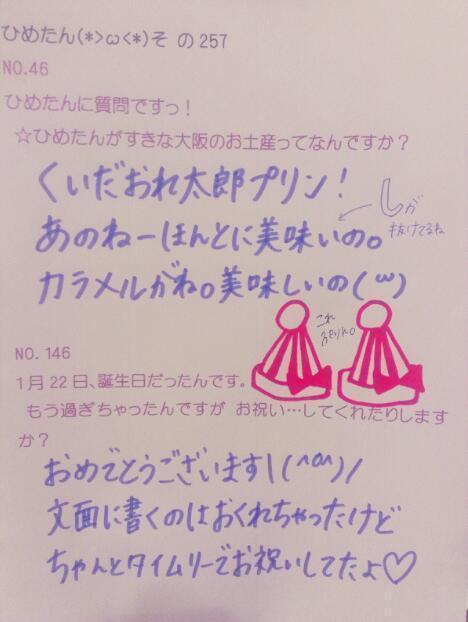 ひめたん(*>ω<*)そ の257
NO.46
ひめたんに質問ですっ!
☆ひめたんがすきな大阪のお土産ってなんですか?
くいだおれ太郎プリン!
あのねーほんとに美味いの。
しが
抜けてるね
カラメルがね。美味しいの(''ω'')
これ
NO. 146
1月22日、誕生日だったんです。
もう過ぎちゃったんですが お祝い…してくれたりします
か?
おめでとうございます\(^o^)/
文面に書くのはおくれちゃったけど
ちゃんとタイムリーでお祝いしてたよ♡